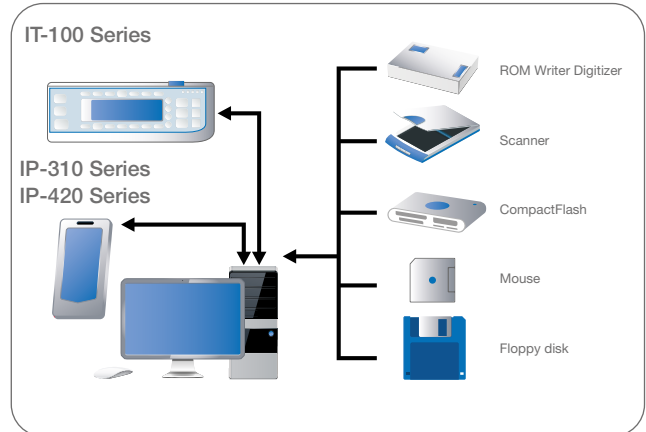 IT-100 Series
IP-310 Series
IP-420 Series
ROM Writer Digitizer
Scanner
CompactFlash
Mouse
Floppy disk